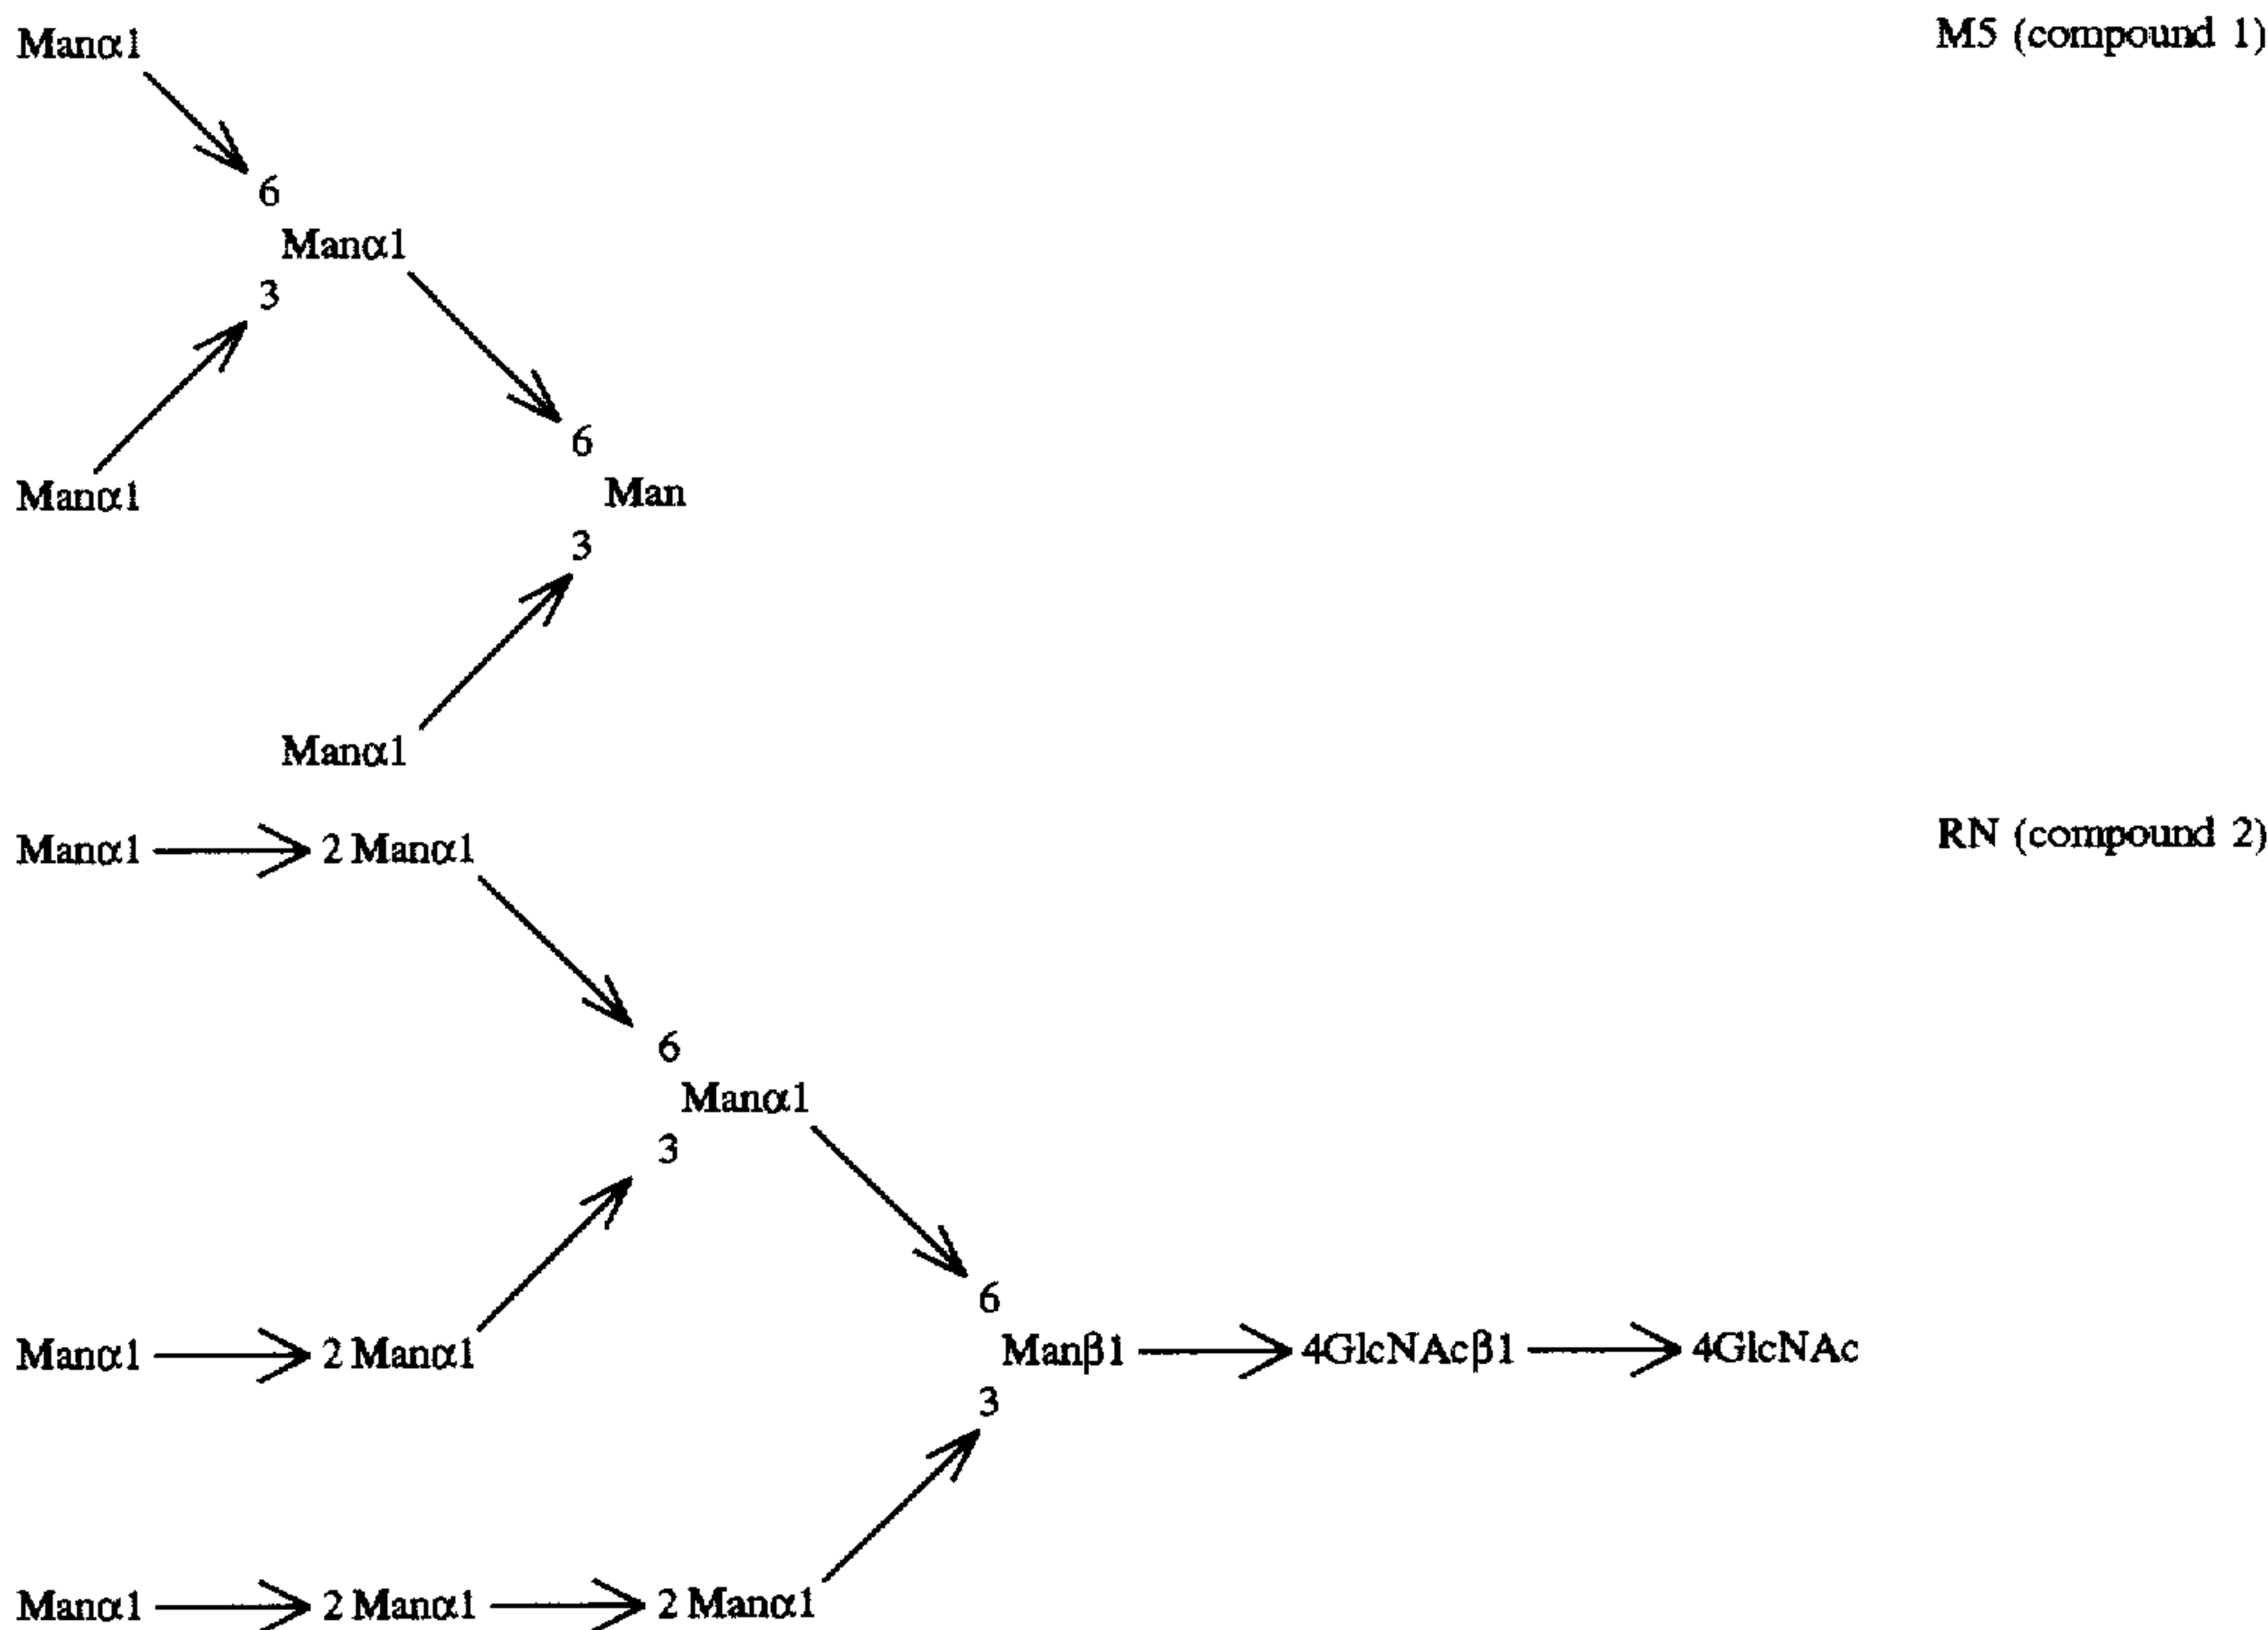 Manα1 M5 (compound 1)
6
Manα1
3
6
Manα1 Man
3
Manα1
Manα1 2 Manα1 RN (compound 2)
6
Manα1
3
6
Manα1 2 Manα1 Manβ1 4GlcNAcβ1 4GlcNAc
3
Manα1 2 Manα1 2 Manα1